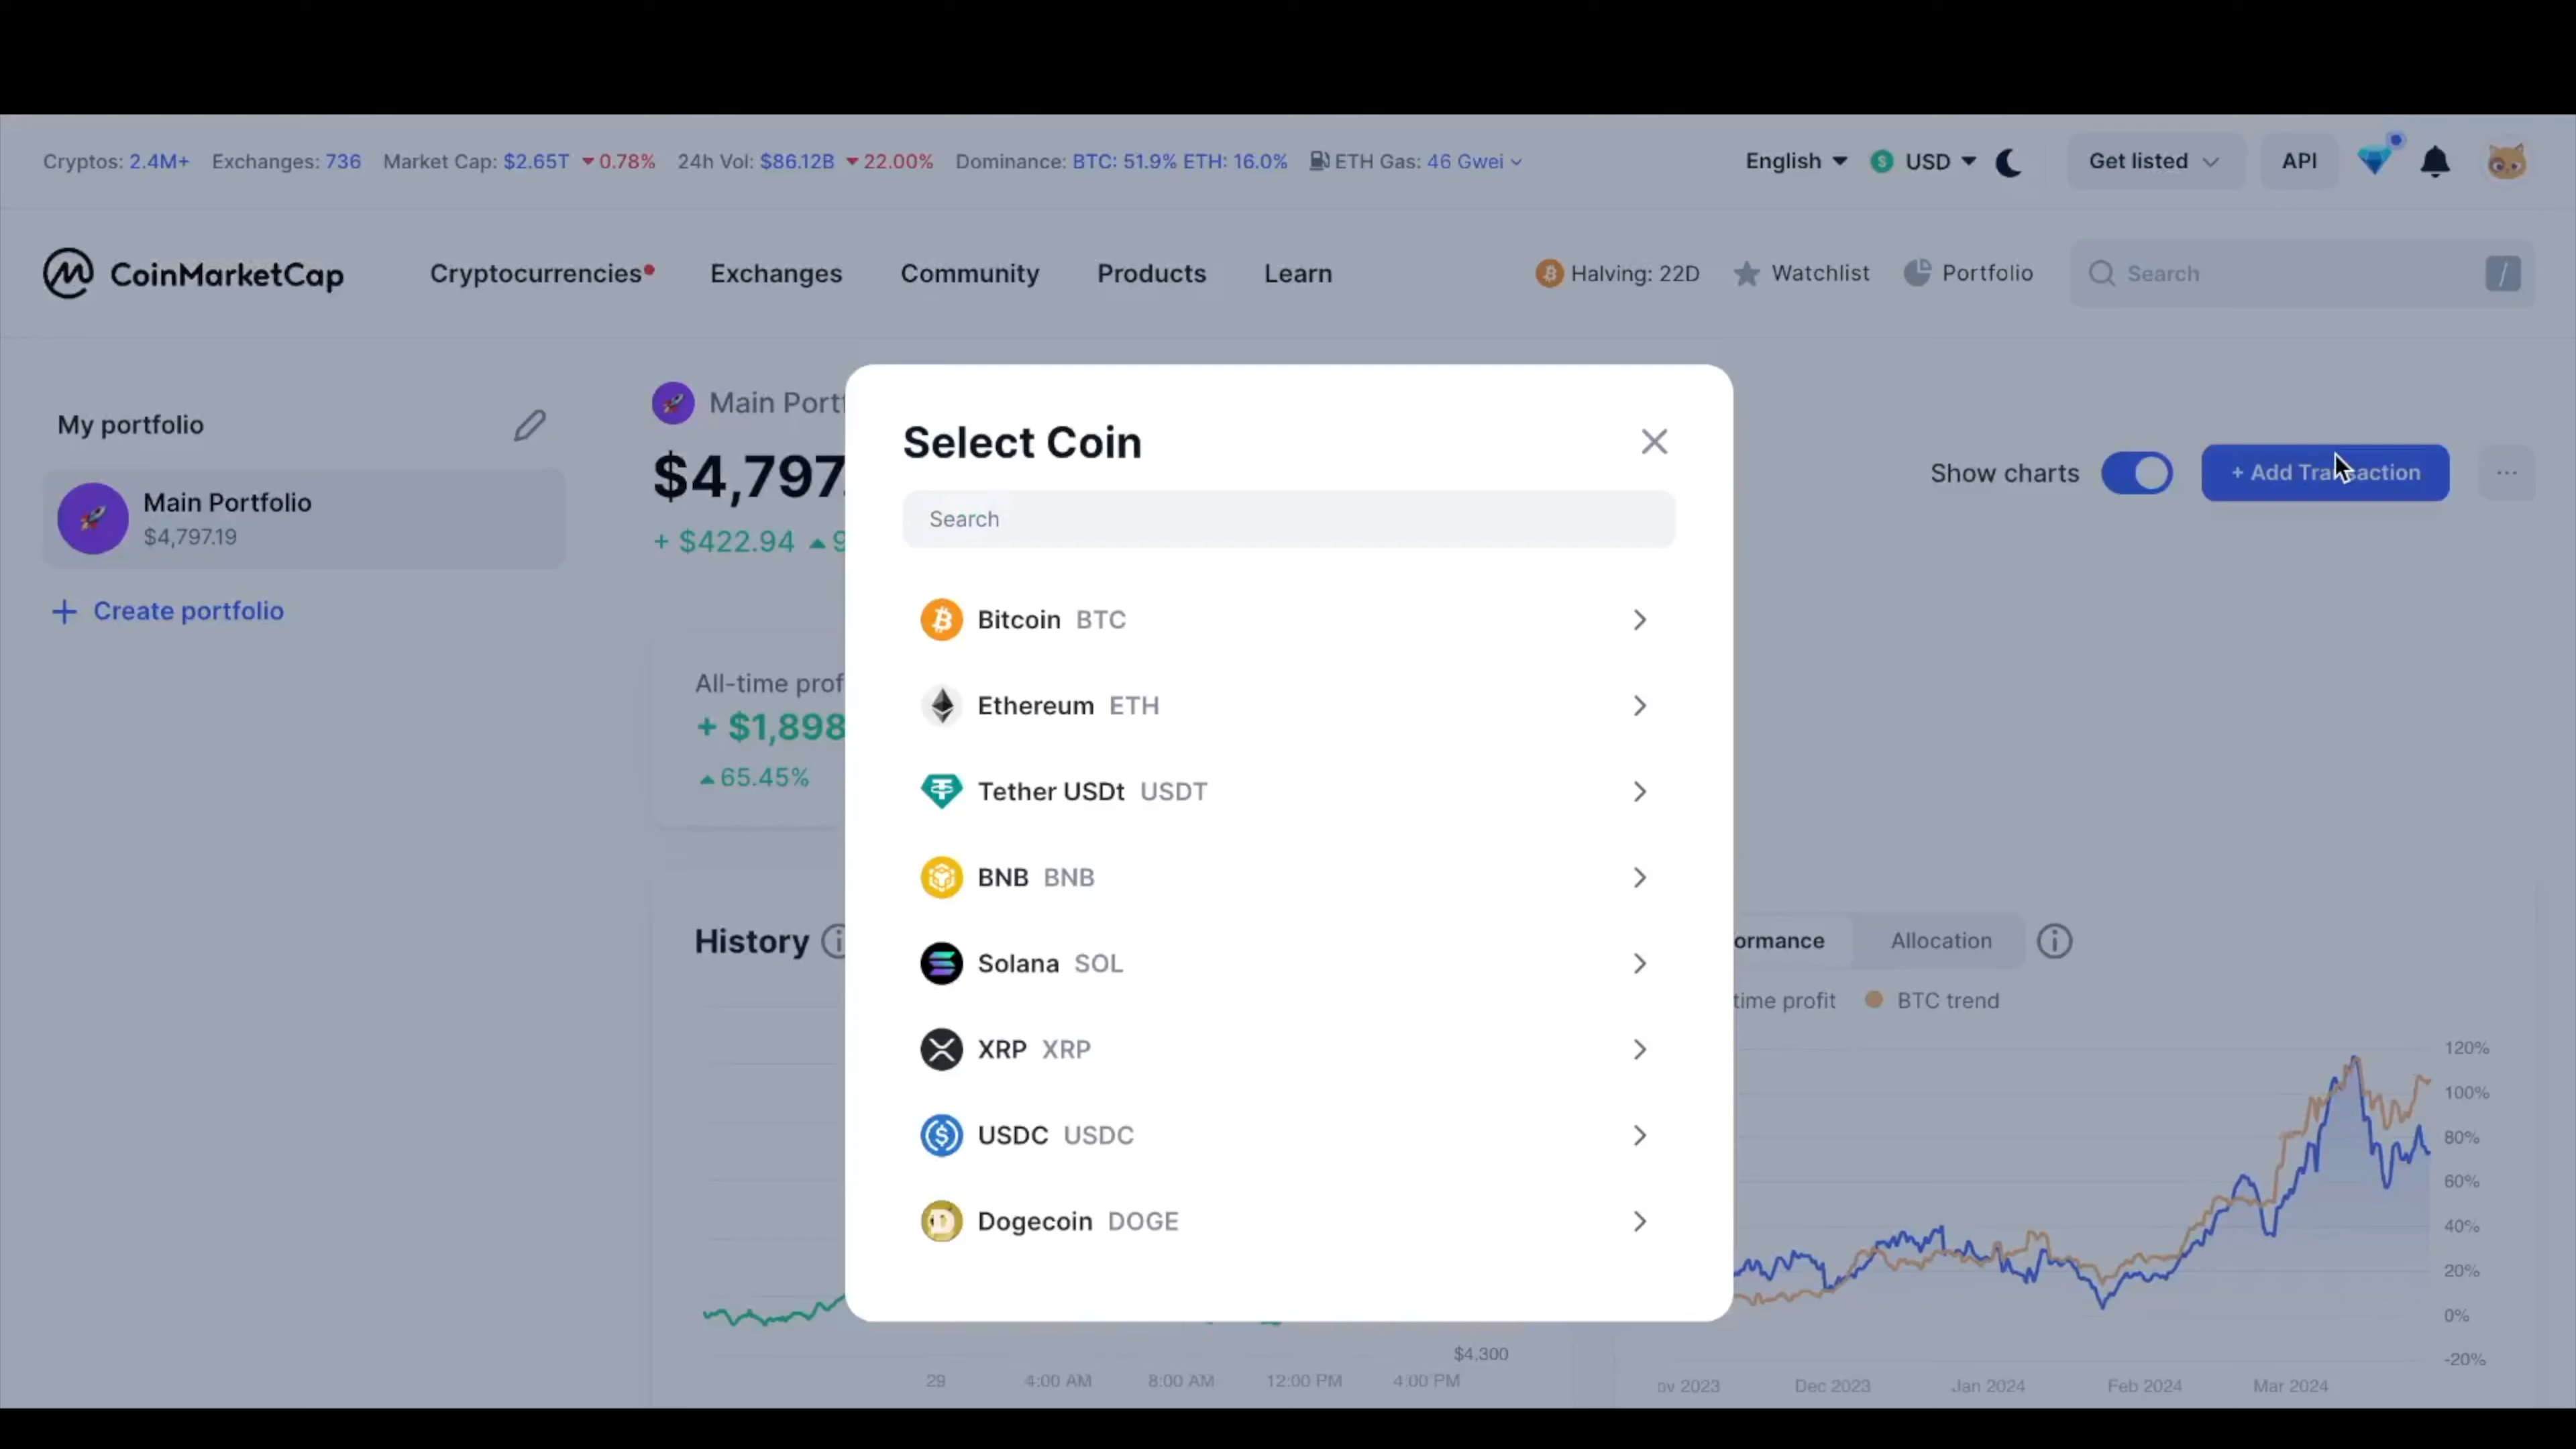 Cryptos: 2.4M+ Exchanges: 736 Market Cap: $2.65T 0.78% 24h Vol: $86.12B 22.00% Dominance: BTC: 51.9% ETH: 16.0% ETH Gas: 46 Gwei English USD Get listed API
CoinMarketCap Cryptocurrencies Exchanges Community Products Learn Halving: 22D Watchlist Portfolio Search /
My portfolio
Main Portfolio
$4,797.19
+ Create portfolio
Main Portf
$4,797.
+ $422.94 9
Show charts + Add Transaction ...
All-time prof
+ $1,898
65.45%
Select Coin
Search
Bitcoin BTC
Ethereum ETH
Tether USDt USDT
BNB BNB
Solana SOL
XRP XRP
USDC USDC
Dogecoin DOGE
History
$4,300
29 4:00 AM 8:00 AM 12:00 PM 4:00 PM
ormance Allocation
time profit BTC trend
120%
100%
80%
60%
40%
20%
0%
-20%
ov 2023 Dec 2023 Jan 2024 Feb 2024 Mar 2024